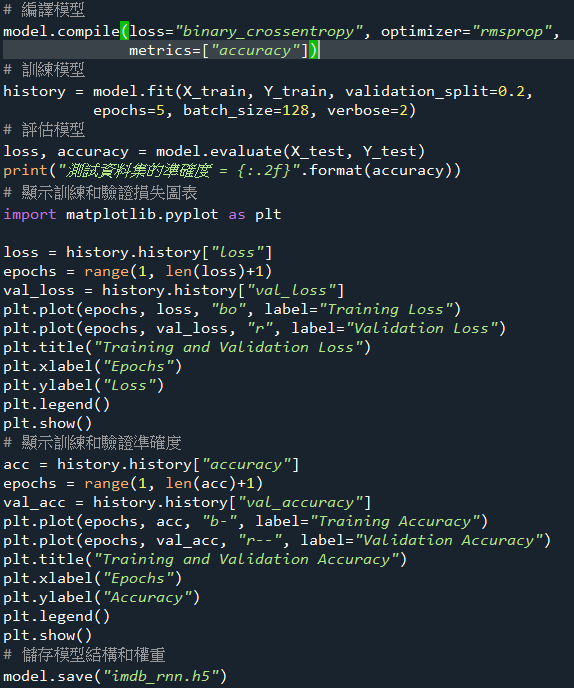 # 編譯模型
model.compile(loss="binary_crossentropy", optimizer="rmsprop",
              metrics=["accuracy"])
# 訓練模型
history = model.fit(X_train, Y_train, validation_split=0.2,
          epochs=5, batch_size=128, verbose=2)
# 評估模型
loss, accuracy = model.evaluate(X_test, Y_test)
print("測試資料集的準確度 = {:.2f}".format(accuracy))
# 顯示訓練和驗證損失圖表
import matplotlib.pyplot as plt

loss = history.history["loss"]
epochs = range(1, len(loss)+1)
val_loss = history.history["val_loss"]
plt.plot(epochs, loss, "bo", label="Training Loss")
plt.plot(epochs, val_loss, "r", label="Validation Loss")
plt.title("Training and Validation Loss")
plt.xlabel("Epochs")
plt.ylabel("Loss")
plt.legend()
plt.show()
# 顯示訓練和驗證準確度
acc = history.history["accuracy"]
epochs = range(1, len(acc)+1)
val_acc = history.history["val_accuracy"]
plt.plot(epochs, acc, "b-", label="Training Accuracy")
plt.plot(epochs, val_acc, "r--", label="Validation Accuracy")
plt.title("Training and Validation Accuracy")
plt.xlabel("Epochs")
plt.ylabel("Accuracy")
plt.legend()
plt.show()
# 儲存模型結構和權重
model.save("imdb_rnn.h5")